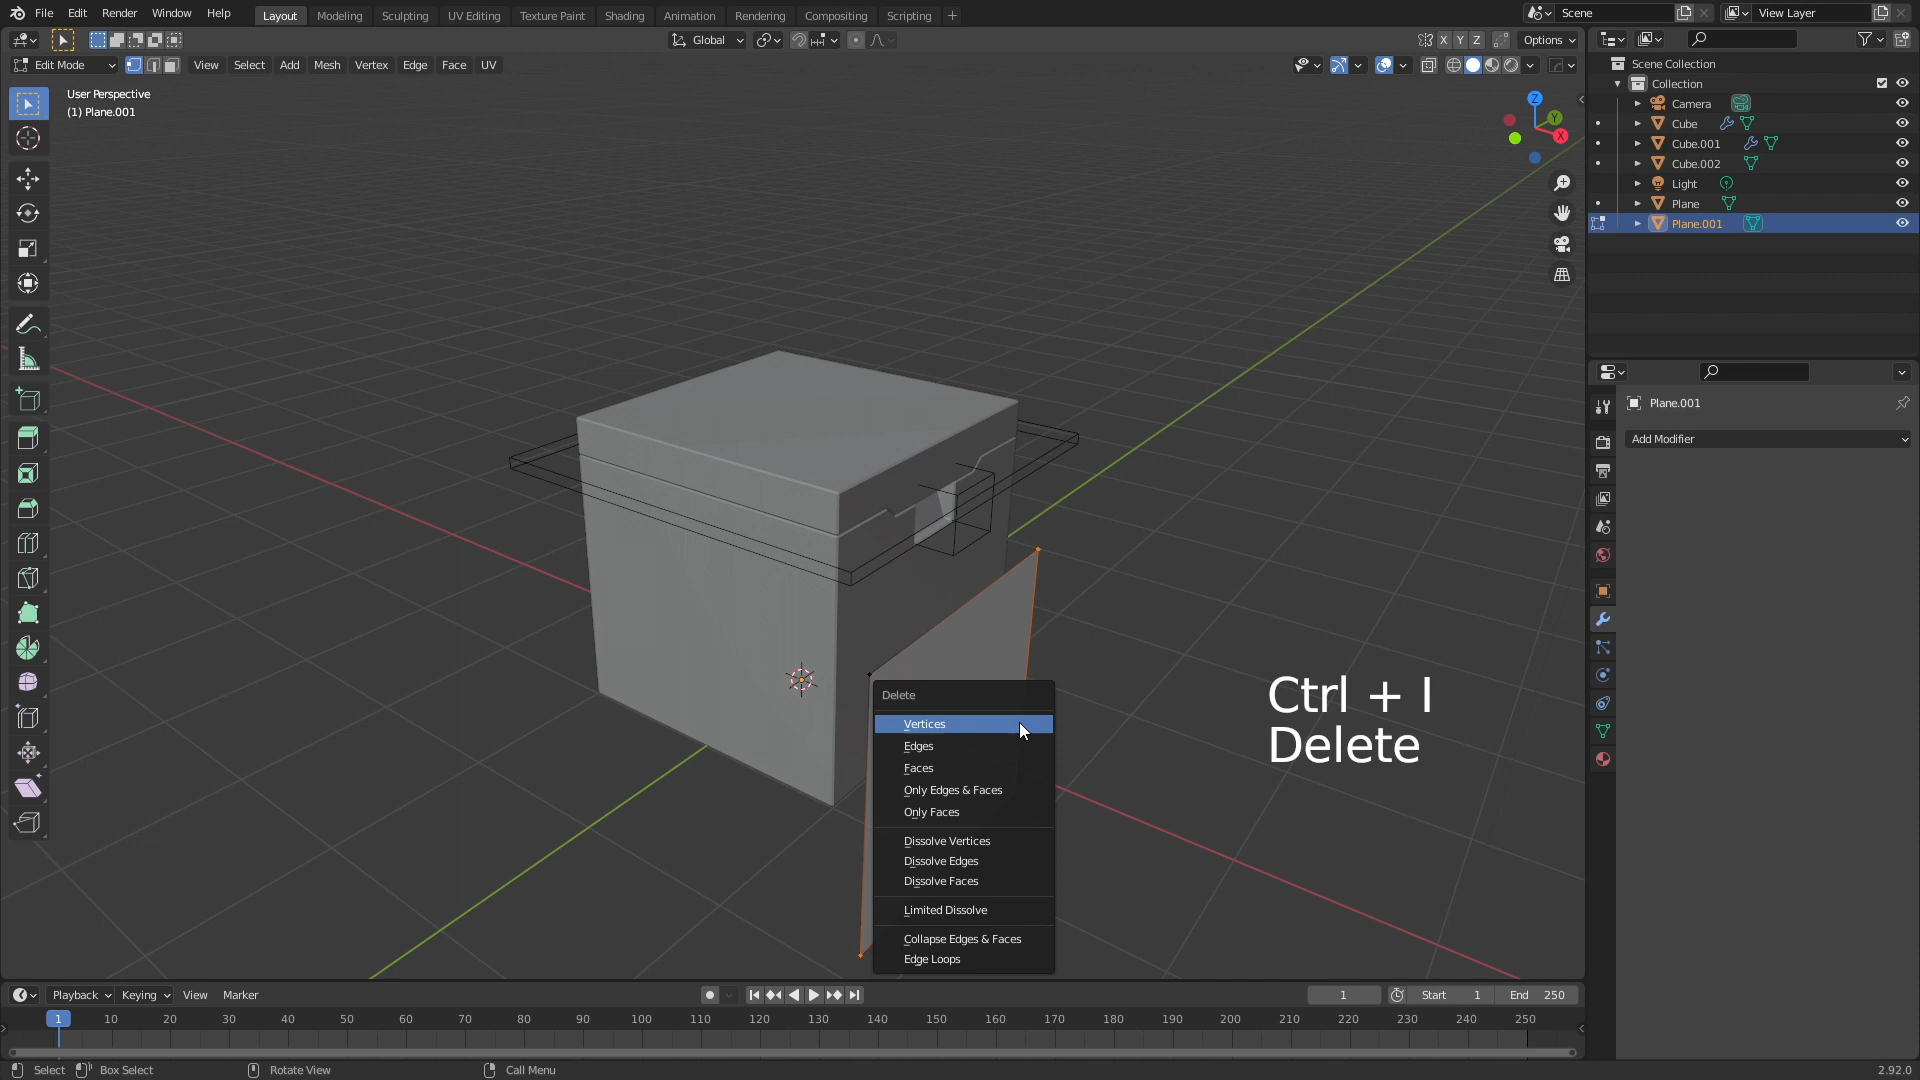 File Edit Render Window Help Layout Modeling Sculpting UV Editing Texture Paint Shading Animation Rendering Compositing Scripting + Scene View Layer
Global X Y Z Options
Edit Mode View Select Add Mesh Vertex Edge Face UV
User Perspective
(1) Plane.001
Z
Y
X
Scene Collection
Collection
Camera
Cube
Cube.001
Cube.002
Light
Plane
Plane.001
Plane.001
Add Modifier
Delete
Vertices
Edges
Faces
Only Edges & Faces
Only Faces
Dissolve Vertices
Dissolve Edges
Dissolve Faces
Limited Dissolve
Collapse Edges & Faces
Edge Loops
Ctrl + I
Delete
Playback Keying View Marker 1 Start 1 End 250
1 10 20 30 40 50 60 70 80 90 100 110 120 130 140 150 160 170 180 190 200 210 220 230 240 250
Select Box Select Rotate View Call Menu 2.92.0